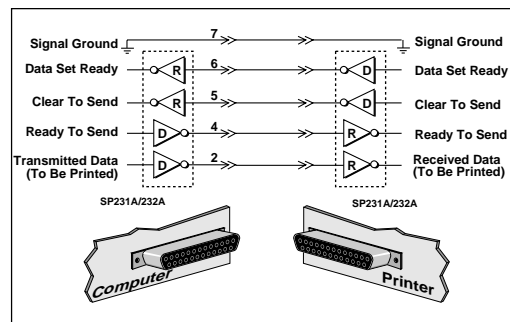 Signal Ground 7 Signal Ground
Data Set Ready R 6 D Data Set Ready
Clear To Send R 5 D Clear To Send
Ready To Send D 4 R Ready To Send
Transmitted Data D 2 R Received Data
(To Be Printed) (To Be Printed)
SP231A/232A SP231A/232A
Computer Printer